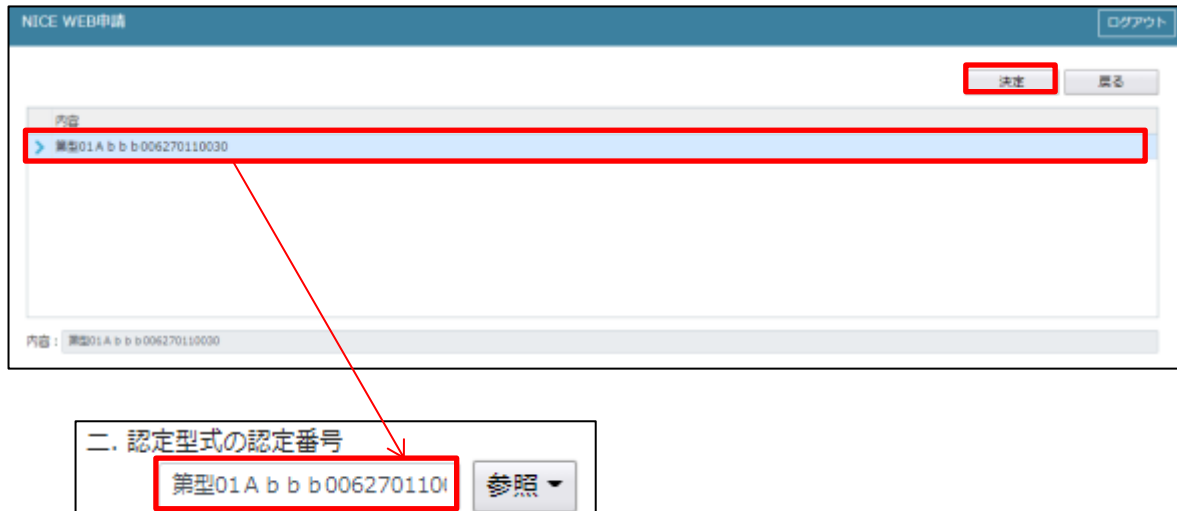 NICE WEB申請
ログアウト
決定
戻る
内容
第型01Aｂｂｂ006270110030
内容： 第型01Aｂｂｂ006270110030
二. 認定型式の認定番号
第型01Aｂｂｂ0062701100
参照